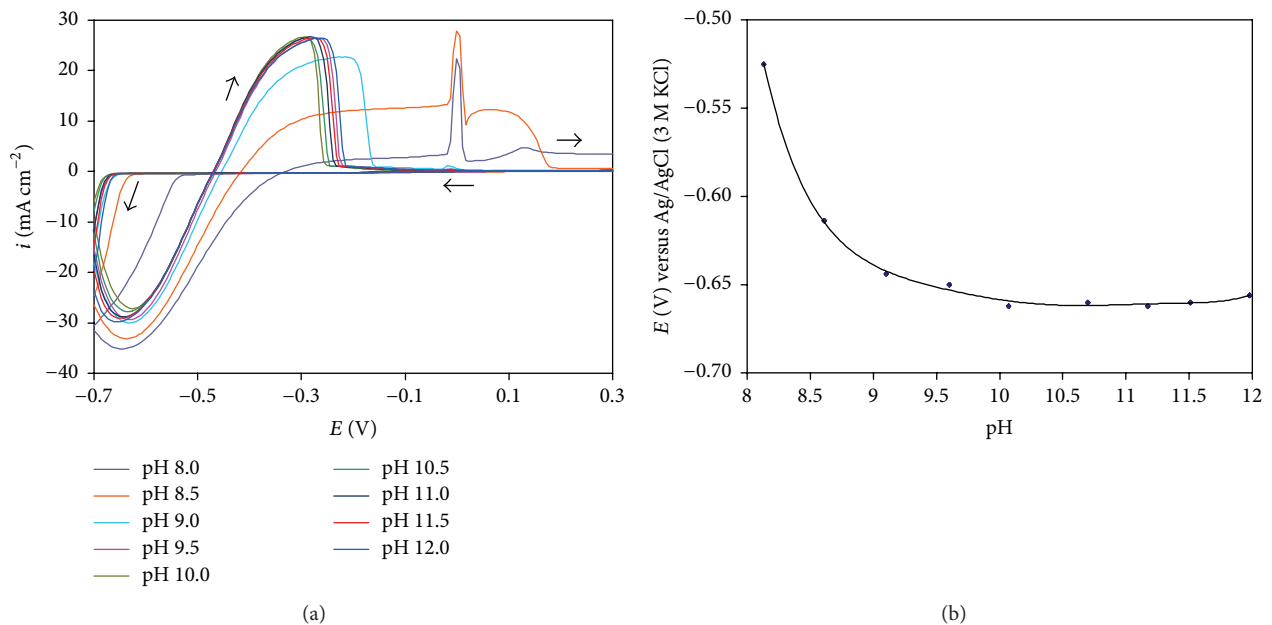 30
20
10
0
−10
−20
−30
−40
i (mA cm−2)
−0.7 −0.5 −0.3 −0.1 0.1 0.3
E (V)
pH 8.0
pH 8.5
pH 9.0
pH 9.5
pH 10.0
pH 10.5
pH 11.0
pH 11.5
pH 12.0
(a)
−0.50
−0.55
−0.60
−0.65
−0.70
E (V) versus Ag/AgCl (3 M KCl)
8 8.5 9 9.5 10 10.5 11 11.5 12
pH
(b)